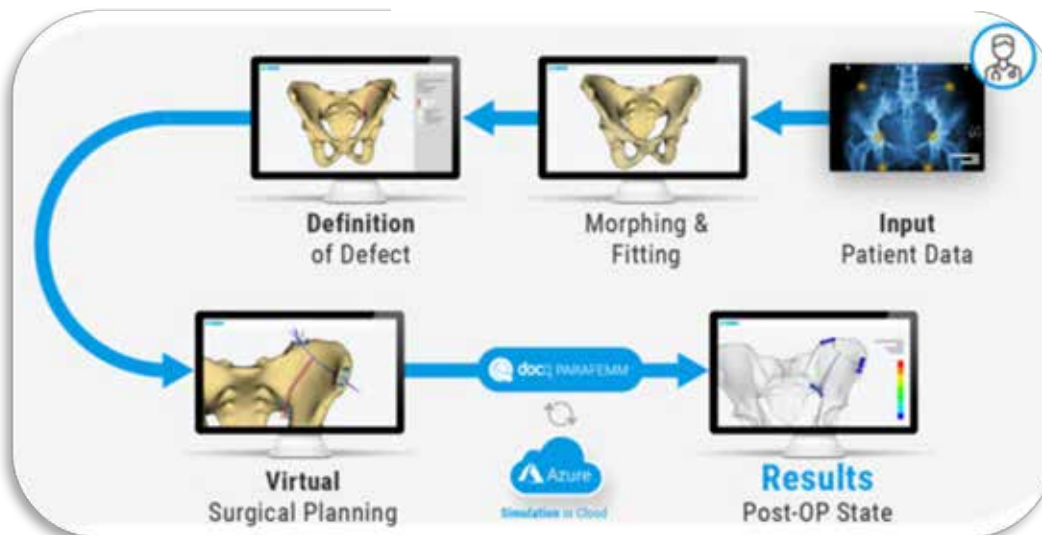 Definition
of Defect
Morphing &
Fitting
Input
Patient Data
doc PARAFEMM
Azure
Simulation in Cloud
Virtual
Surgical Planning
Results
Post-OP State